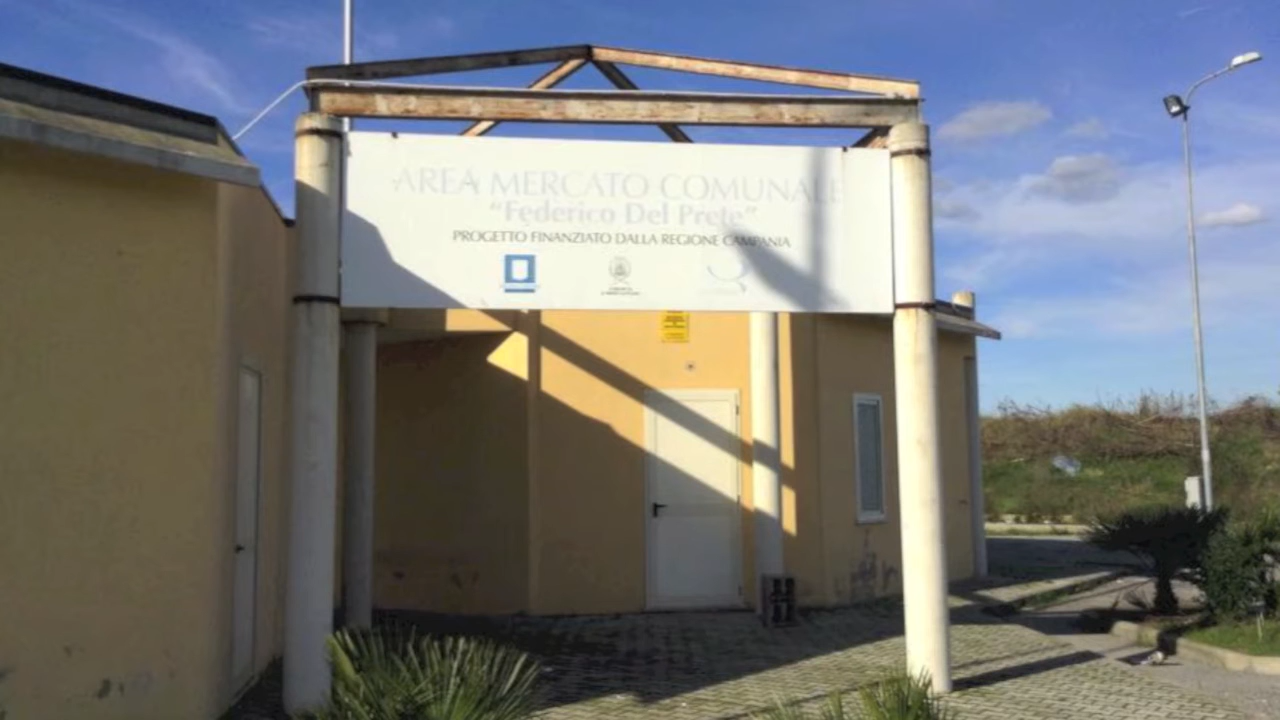 AREA MERCATO COMUNALE
"Federico Del Prete"
PROGETTO FINANZIATO DALLA REGIONE CAMPANIA